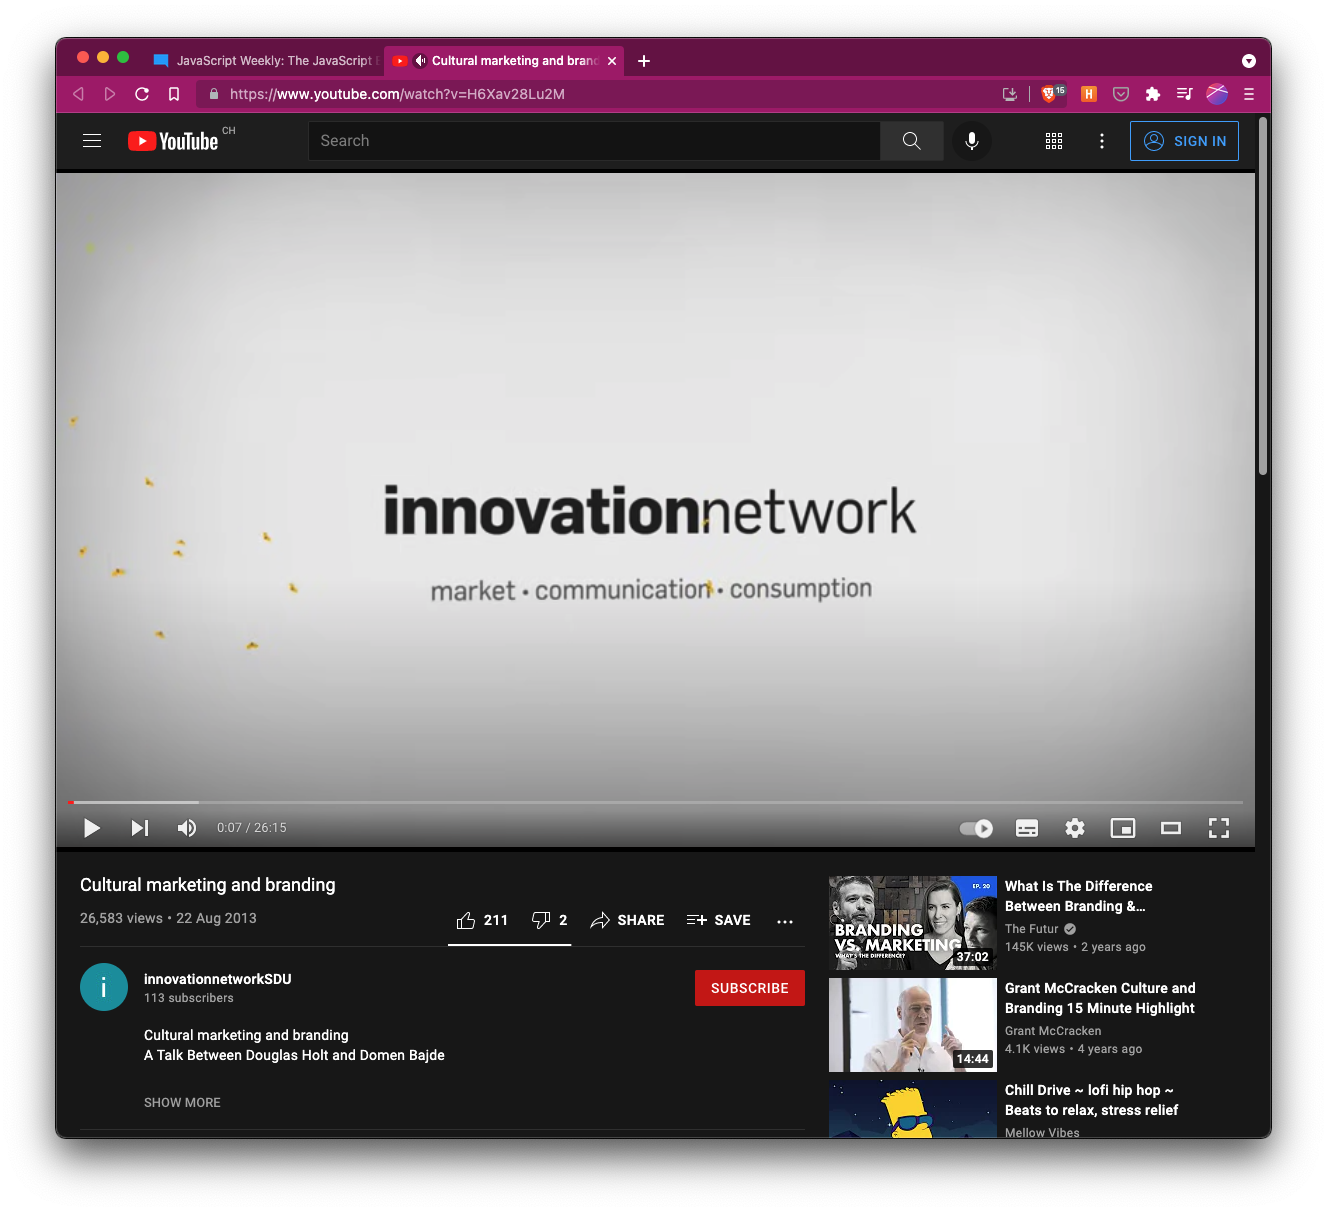 JavaScript Weekly: The JavaScript E
Cultural marketing and bran
https://www.youtube.com/watch?v=H6Xav28Lu2M
15
H
YouTube CH
Search
SIGN IN
innovationnetwork
market • communication • consumption
0:07 / 26:15
Cultural marketing and branding
26,583 views • 22 Aug 2013
211
2
SHARE
SAVE
i
innovationnetworkSDU
113 subscribers
SUBSCRIBE
Cultural marketing and branding
A Talk Between Douglas Holt and Domen Bajde
SHOW MORE
EP. 20
BRANDING
VS. MARKETING
WHAT'S THE DIFFERENCE?
37:02
What Is The Difference
Between Branding &...
The Futur
145K views • 2 years ago
14:44
Grant McCracken Culture and
Branding 15 Minute Highlight
Grant McCracken
4.1K views • 4 years ago
Chill Drive ~ lofi hip hop ~
Beats to relax, stress relief
Mellow Vibes